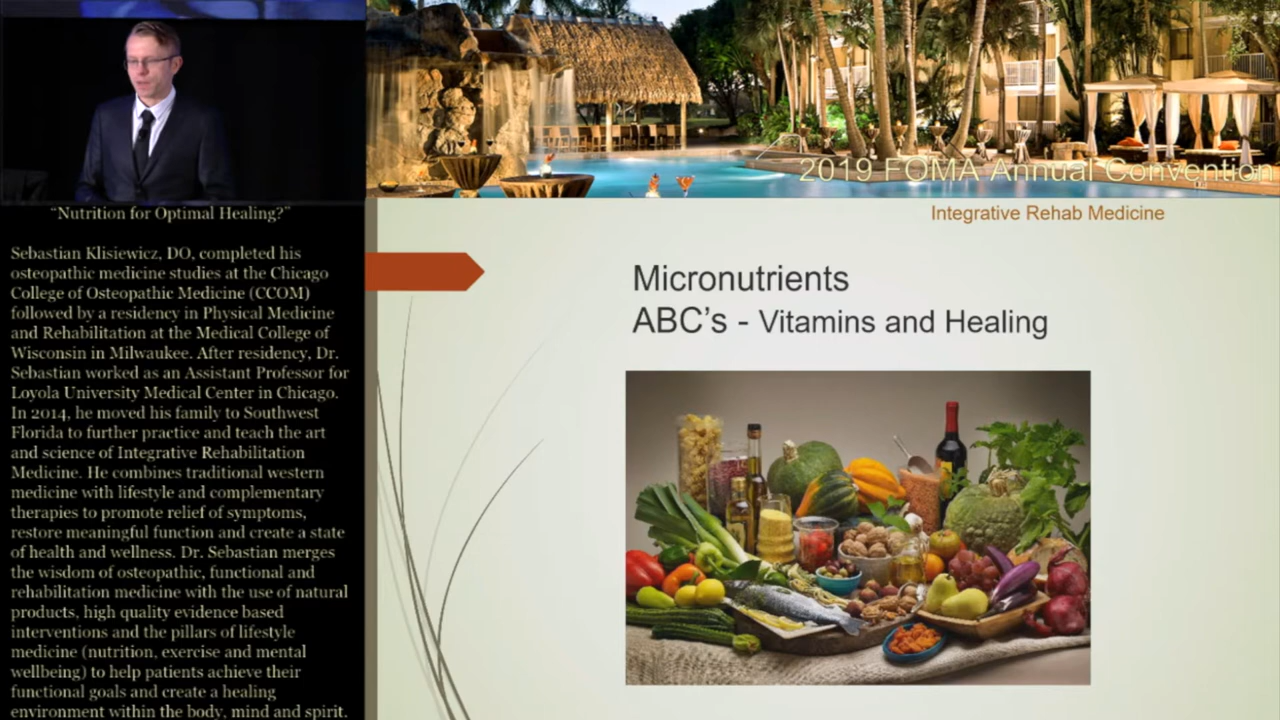 2019 FOMA Annual Convention
"Nutrition for Optimal Healing?"
Sebastian Klisiewicz, DO, completed his
osteopathic medicine studies at the Chicago
College of Osteopathic Medicine (CCOM)
followed by a residency in Physical Medicine
and Rehabilitation at the Medical College of
Wisconsin in Milwaukee. After residency, Dr.
Sebastian worked as an Assistant Professor for
Loyola University Medical Center in Chicago.
In 2014, he moved his family to Southwest
Florida to further practice and teach the art
and science of Integrative Rehabilitation
Medicine. He combines traditional western
medicine with lifestyle and complementary
therapies to promote relief of symptoms,
restore meaningful function and create a state
of health and wellness. Dr. Sebastian merges
the wisdom of osteopathic, functional and
rehabilitation medicine with the use of natural
products, high quality evidence based
interventions and the pillars of lifestyle
medicine (nutrition, exercise and mental
wellbeing) to help patients achieve their
functional goals and create a healing
environment within the body, mind and spirit.
Integrative Rehab Medicine
Micronutrients
ABC's - Vitamins and Healing